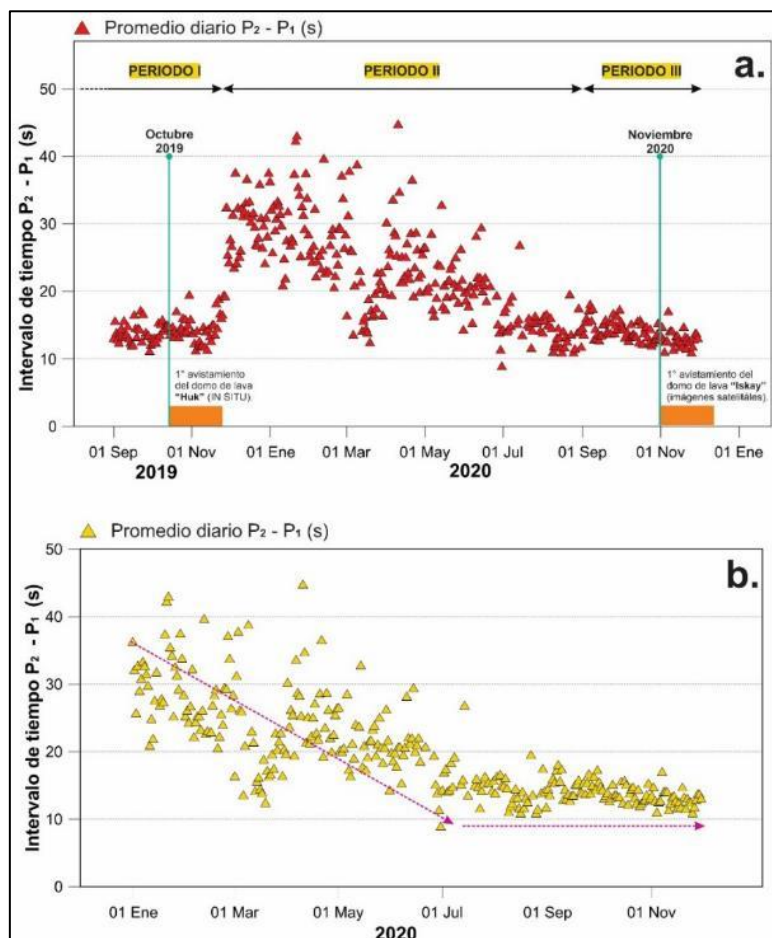 Promedio diario P₂ - P₁ (s)
a.
PERIODO I
PERIODO II
PERIODO III
Octubre
2019
Noviembre
2020
Intervalo de tiempo P₂ - P₁ (s)
50
40
30
20
10
0
1° avistamiento
del domo de lava
"Huk" (IN SITU).
1° avistamiento del
domo de lava "Iskay"
(imágenes satelitáles).
01 Sep
01 Nov
01 Ene
01 Mar
01 May
01 Jul
01 Sep
01 Nov
01 Ene
2019
2020
Promedio diario P₂ - P₁ (s)
b.
Intervalo de tiempo P₂ - P₁ (s)
50
40
30
20
10
0
01 Ene
01 Mar
01 May
01 Jul
01 Sep
01 Nov
2020